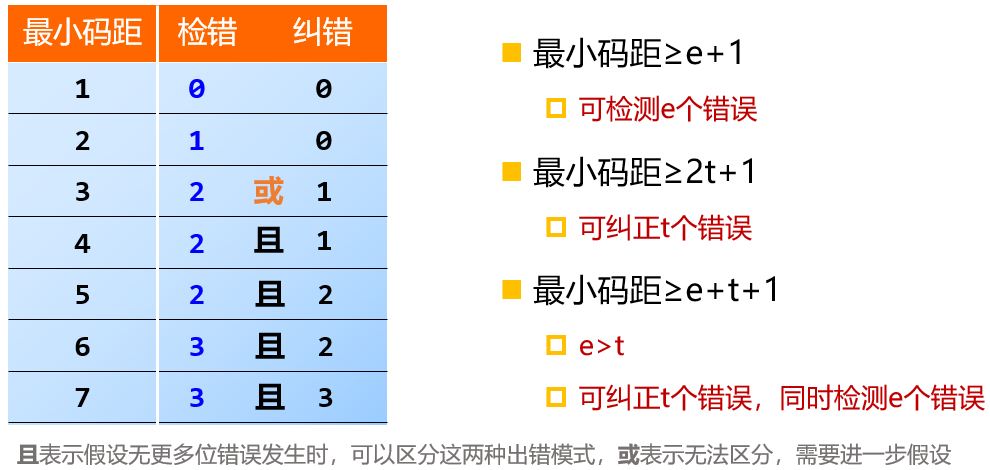 最小码距 检错 纠错
1 0 0
2 1 0
3 2 或 1
4 2 且 1
5 2 且 2
6 3 且 2
7 3 且 3
最小码距≥e+1
可检测e个错误
最小码距≥2t+1
可纠正t个错误
最小码距≥e+t+1
e>t
可纠正t个错误，同时检测e个错误
且表示假设无更多位错误发生时，可以区分这两种出错模式，或表示无法区分，需要进一步假设